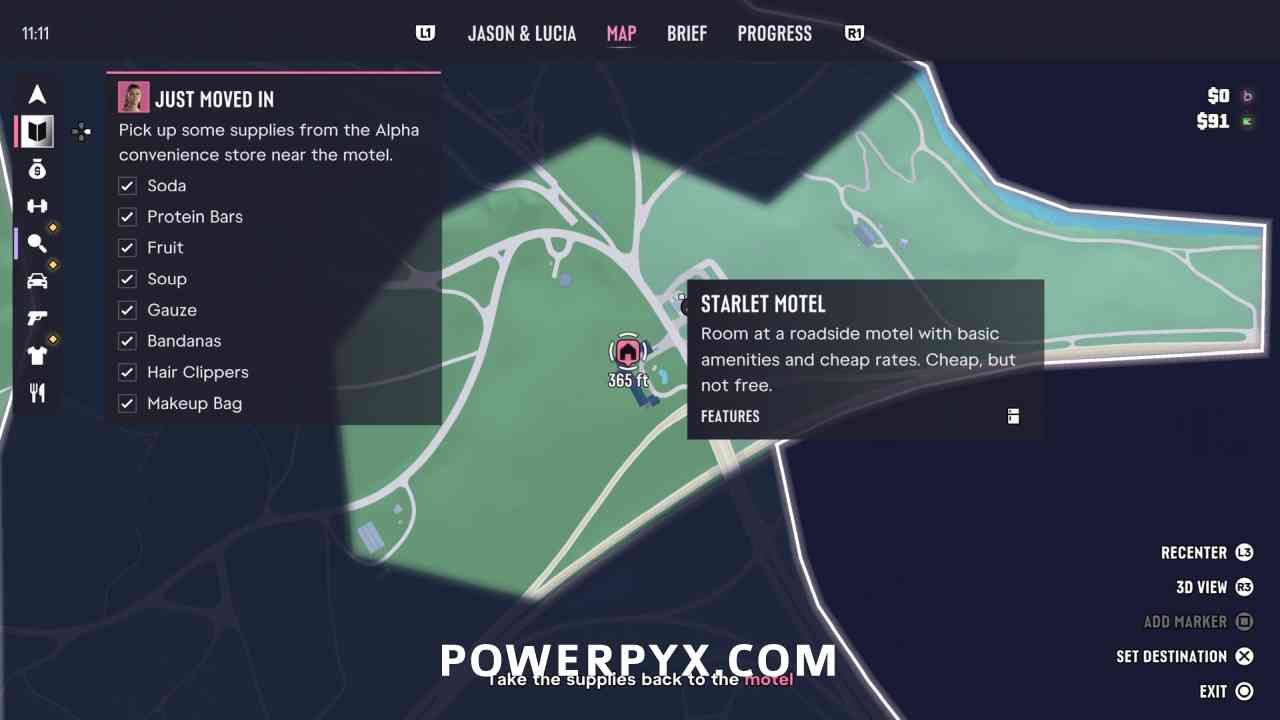 11:11
L1
JASON & LUCIA
MAP
BRIEF
PROGRESS
R1
$0
$91
JUST MOVED IN
Pick up some supplies from the Alpha
convenience store near the motel.
Soda
Protein Bars
Fruit
Soup
Gauze
Bandanas
Hair Clippers
Makeup Bag
365 ft
STARLET MOTEL
Room at a roadside motel with basic
amenities and cheap rates. Cheap, but
not free.
FEATURES
RECENTER L3
3D VIEW R3
ADD MARKER
SET DESTINATION
EXIT
POWERPYX.COM
Take the supplies back to the motel